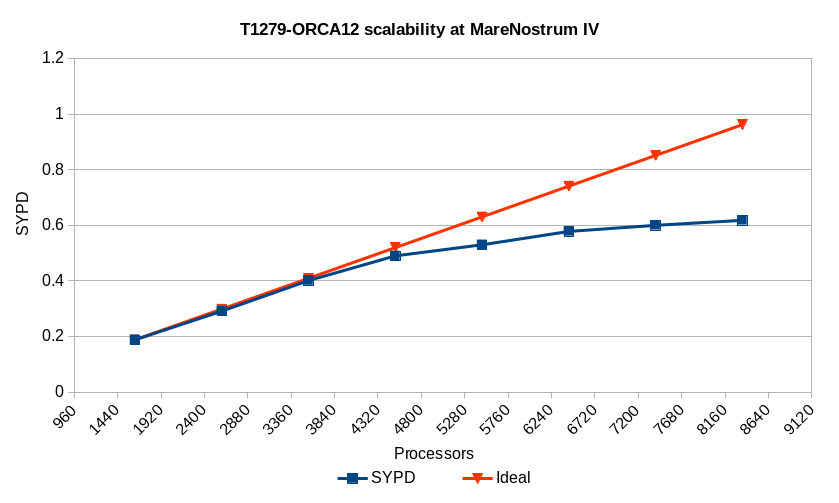 T1279-ORCA12 scalability at MareNostrum IV
1.2
1
0.8
0.6
0.4
0.2
0
SYPD
960 1440 1920 2400 2880 3360 3840 4320 4800 5280 5760 6240 6720 7200 7680 8160 8640 9120
Processors
SYPD Ideal